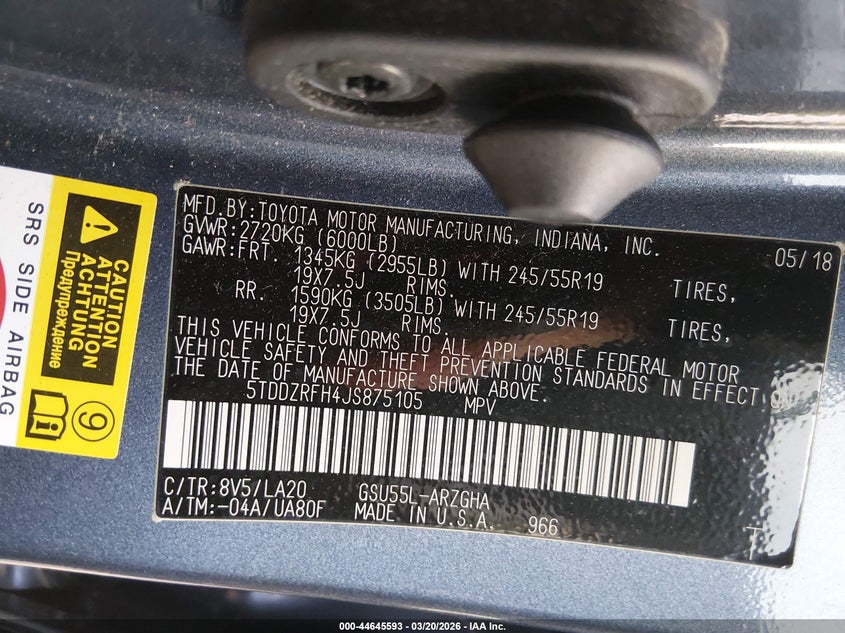 MFD.BY:TOYOTA MOTOR MANUFACTURING, INDIANA, INC.
GVWR:2720KG (6000LB) 05/18
GAWR:FRT. 1345KG (2955LB) WITH 245/55R19 TIRES,
19X7.5J RIMS.
RR. 1590KG (3505LB) WITH 245/55R19 TIRES,
19X7.5J RIMS.
THIS VEHICLE CONFORMS TO ALL APPLICABLE FEDERAL MOTOR
VEHICLE SAFETY AND THEFT PREVENTION STANDARDS IN EFFECT
THE DATE OF MANUFACTURE SHOWN ABOVE.
5TDDZRFH4JS875105 MPV
C/TR:8V5/LA20 GSU55L-ARZGHA
A/TM:-04A/UA80F MADE IN U.S.A. 966 T
SRS SIDE AIRBAG
CAUTION
ATTENTION
ACHTUNG
Предупреждение
9
i
000-44645593 - 03/20/2026 - IAA Inc.